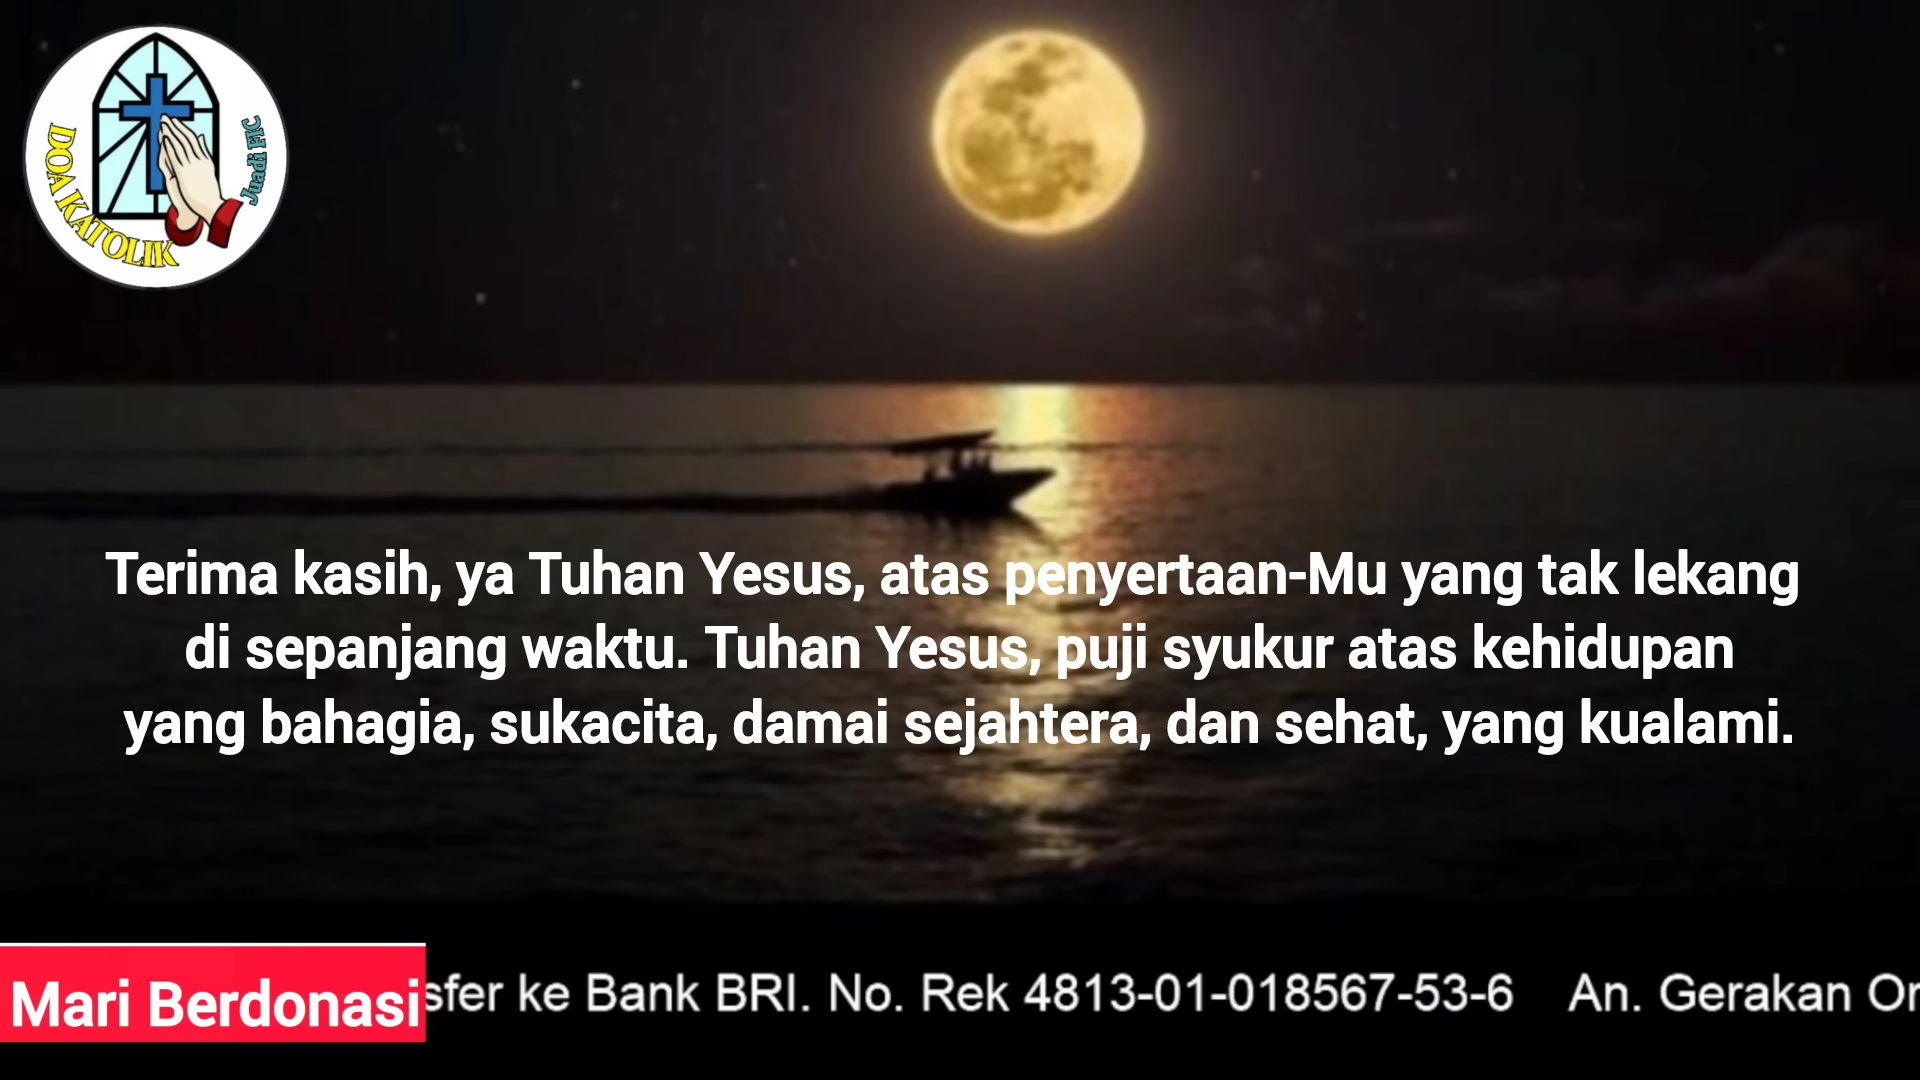 DOA KATOLIK
Juadi FIC
Terima kasih, ya Tuhan Yesus, atas penyertaan-Mu yang tak lekang
di sepanjang waktu. Tuhan Yesus, puji syukur atas kehidupan
yang bahagia, sukacita, damai sejahtera, dan sehat, yang kualami.
Mari Berdonasi
sfer ke Bank BRI. No. Rek 4813-01-018567-53-6 An. Gerakan Or